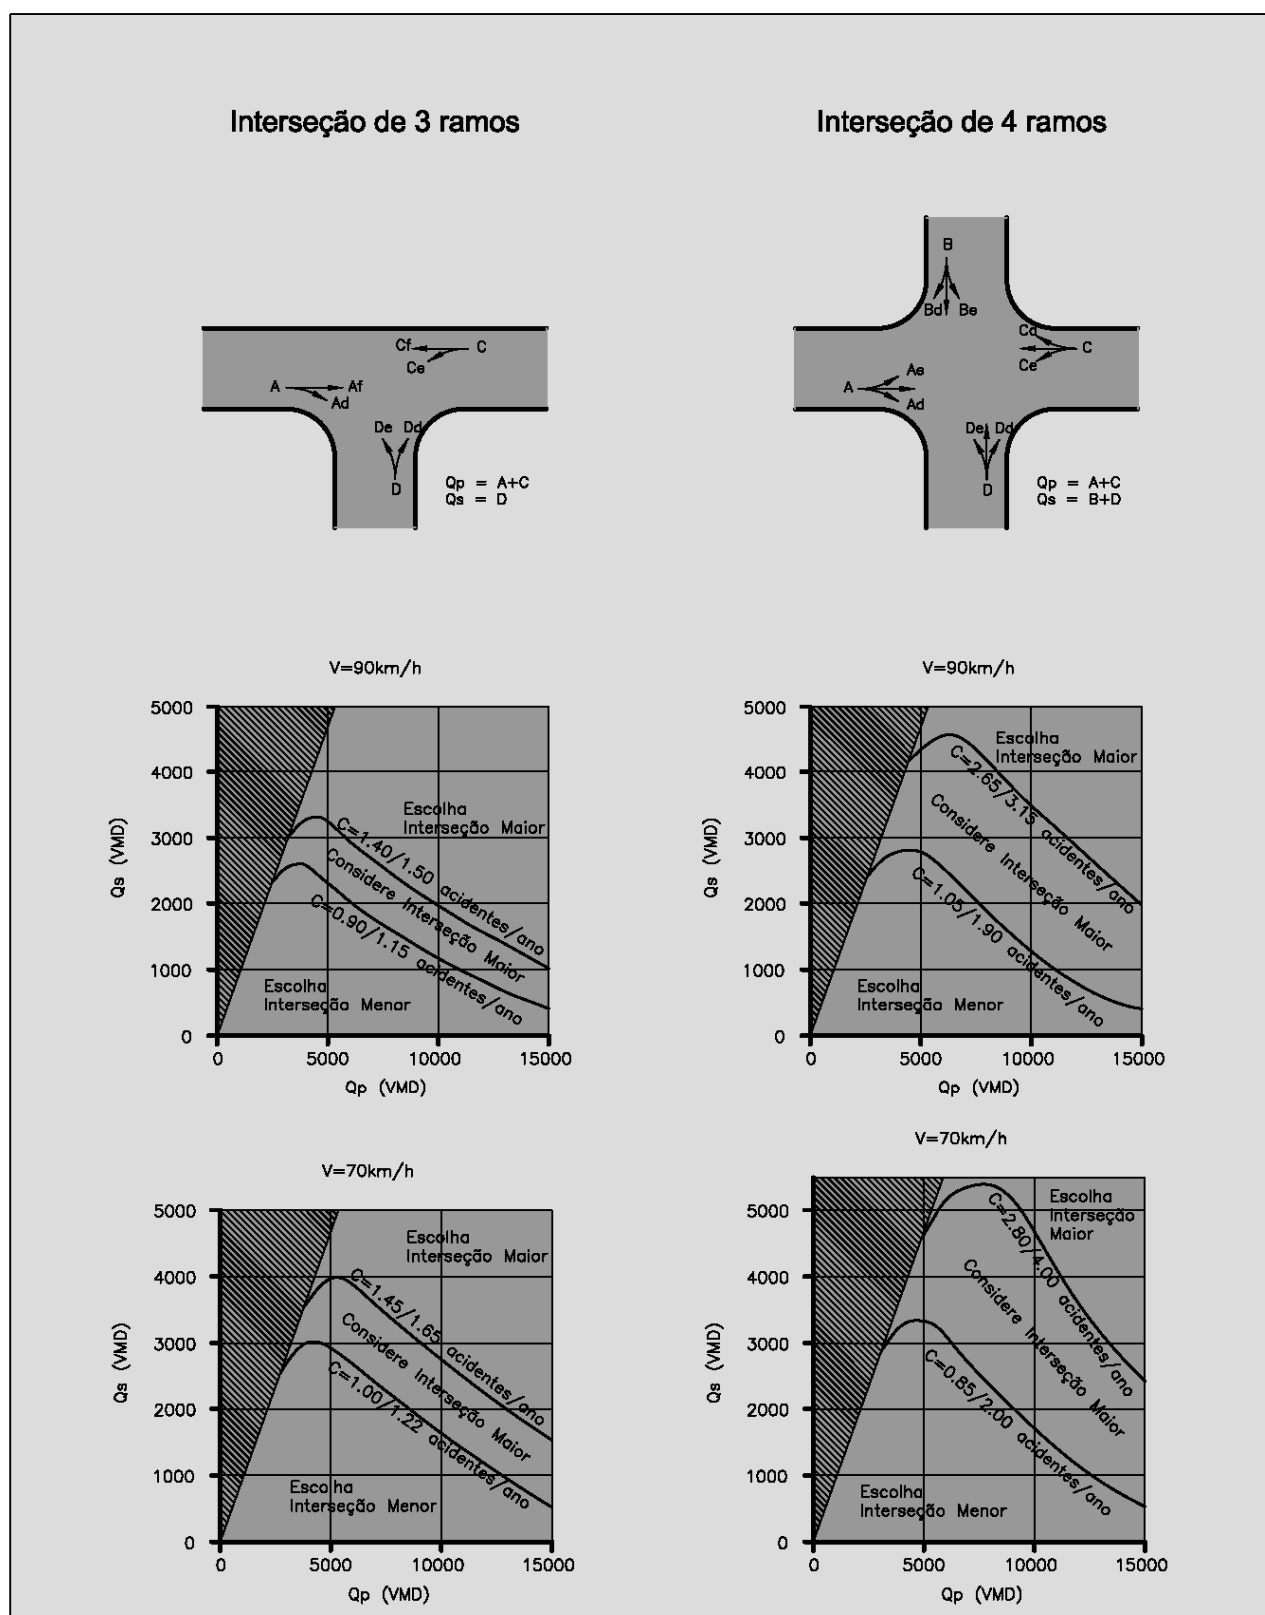 Interseção de 3 ramos
Interseção de 4 ramos
Cf
C
Ce
A
Af
Ad
De
Dd
D
Qp = A+C
Qs = D
B
Bd
Be
Cd
C
Ce
Ae
A
Ad
De
Dd
D
Qp = A+C
Qs = B+D
V=90km/h
Qs (VMD)
5000
4000
3000
2000
1000
0
Escolha
Interseção Maior
C=1.40/1.50 acidentes/ano
Considere Interseção Maior
C=0.90/1.15 acidentes/ano
Escolha
Interseção Menor
0
5000
10000
15000
Qp (VMD)
V=90km/h
Qs (VMD)
5000
4000
3000
2000
1000
0
Escolha
Interseção Maior
C=2.65/3.15 acidentes/ano
Considere Interseção Maior
C=1.05/1.90 acidentes/ano
Escolha
Interseção Menor
0
5000
10000
15000
Qp (VMD)
V=70km/h
Qs (VMD)
5000
4000
3000
2000
1000
0
Escolha
Interseção Maior
C=1.45/1.65 acidentes/ano
Considere Interseção Maior
C=1.00/1.22 acidentes/ano
Escolha
Interseção Menor
0
5000
10000
15000
Qp (VMD)
V=70km/h
Qs (VMD)
5000
4000
3000
2000
1000
0
Escolha
Interseção
Maior
C=2.80/4.00 acidentes/ano
Considere Interseção Maior
C=0.85/2.00 acidentes/ano
Escolha
Interseção Menor
0
5000
10000
15000
Qp (VMD)